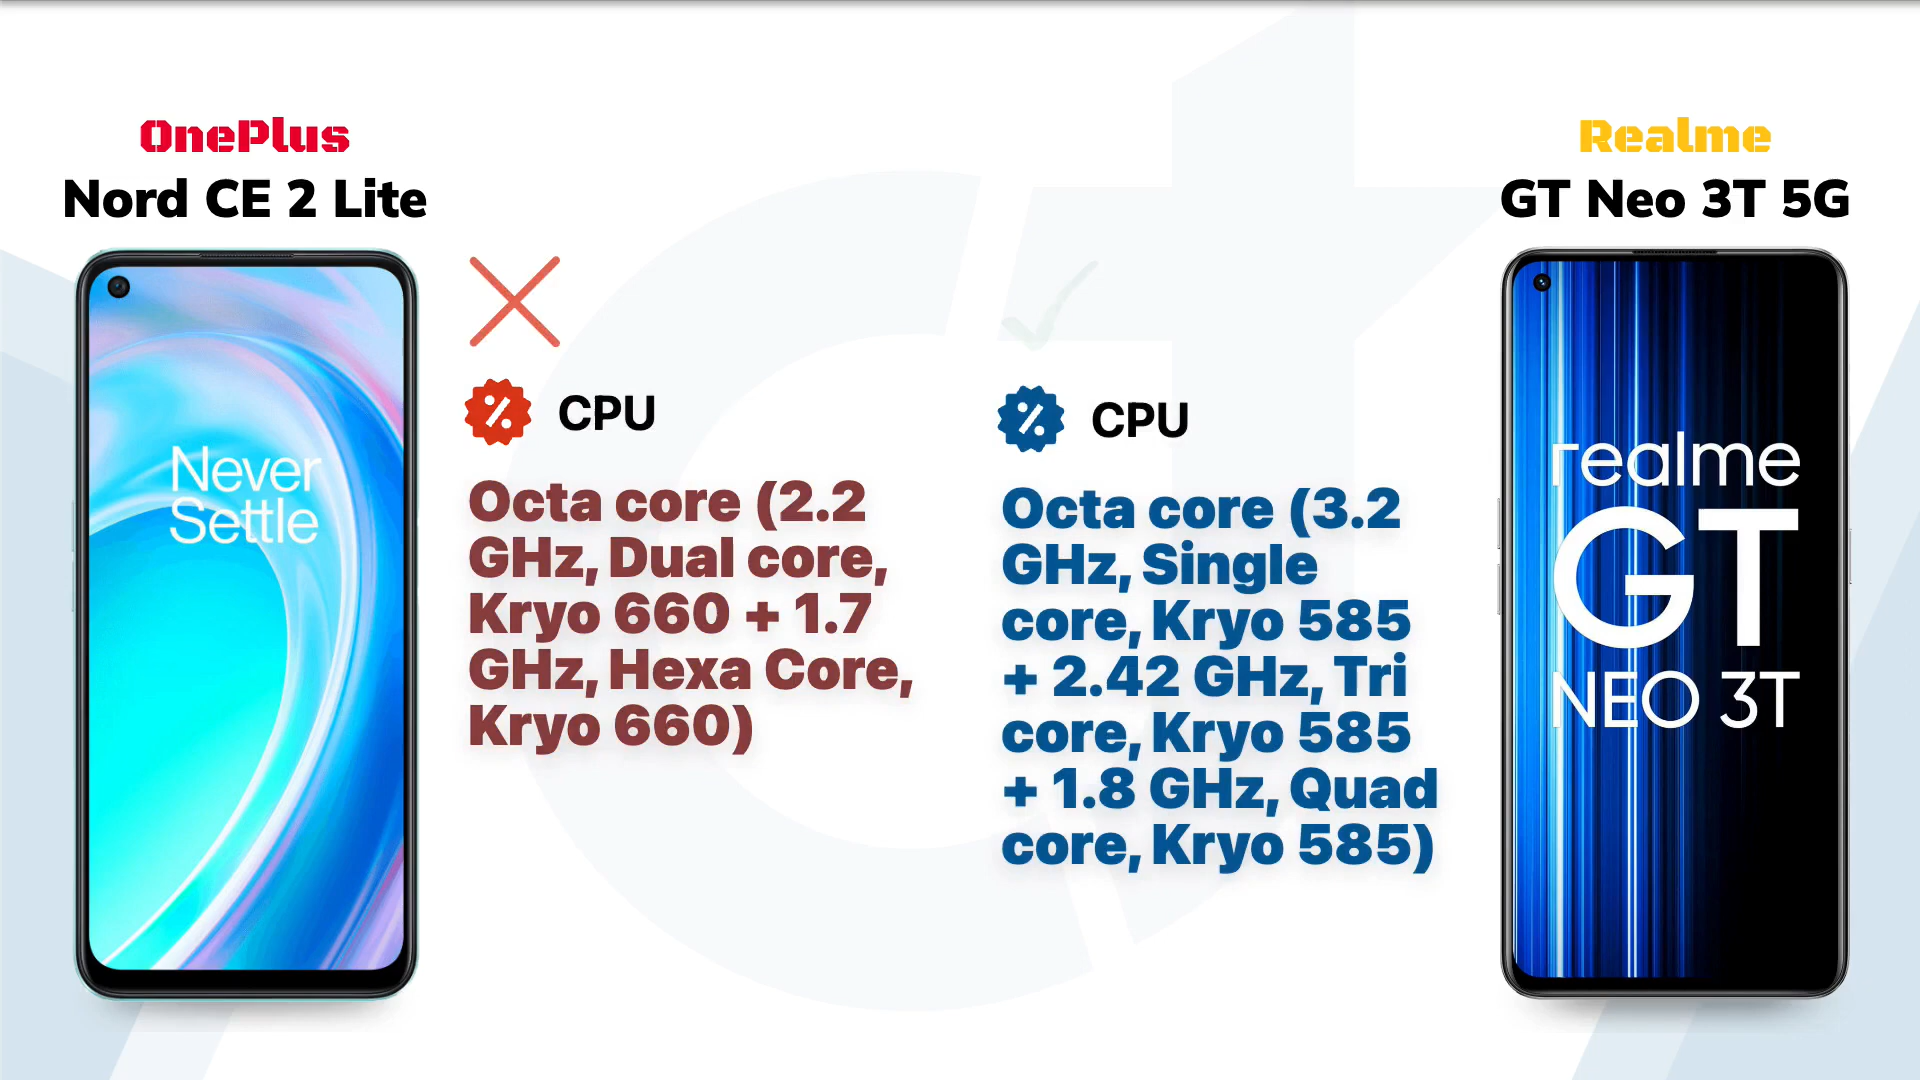 OnePlus
Nord CE 2 Lite
Never
Settle
CPU
Octa core (2.2
GHz, Dual core,
Kryo 660 + 1.7
GHz, Hexa Core,
Kryo 660)
CPU
Octa core (3.2
GHz, Single
core, Kryo 585
+ 2.42 GHz, Tri
core, Kryo 585
+ 1.8 GHz, Quad
core, Kryo 585)
Realme
GT Neo 3T 5G
realme
GT
NEO 3T